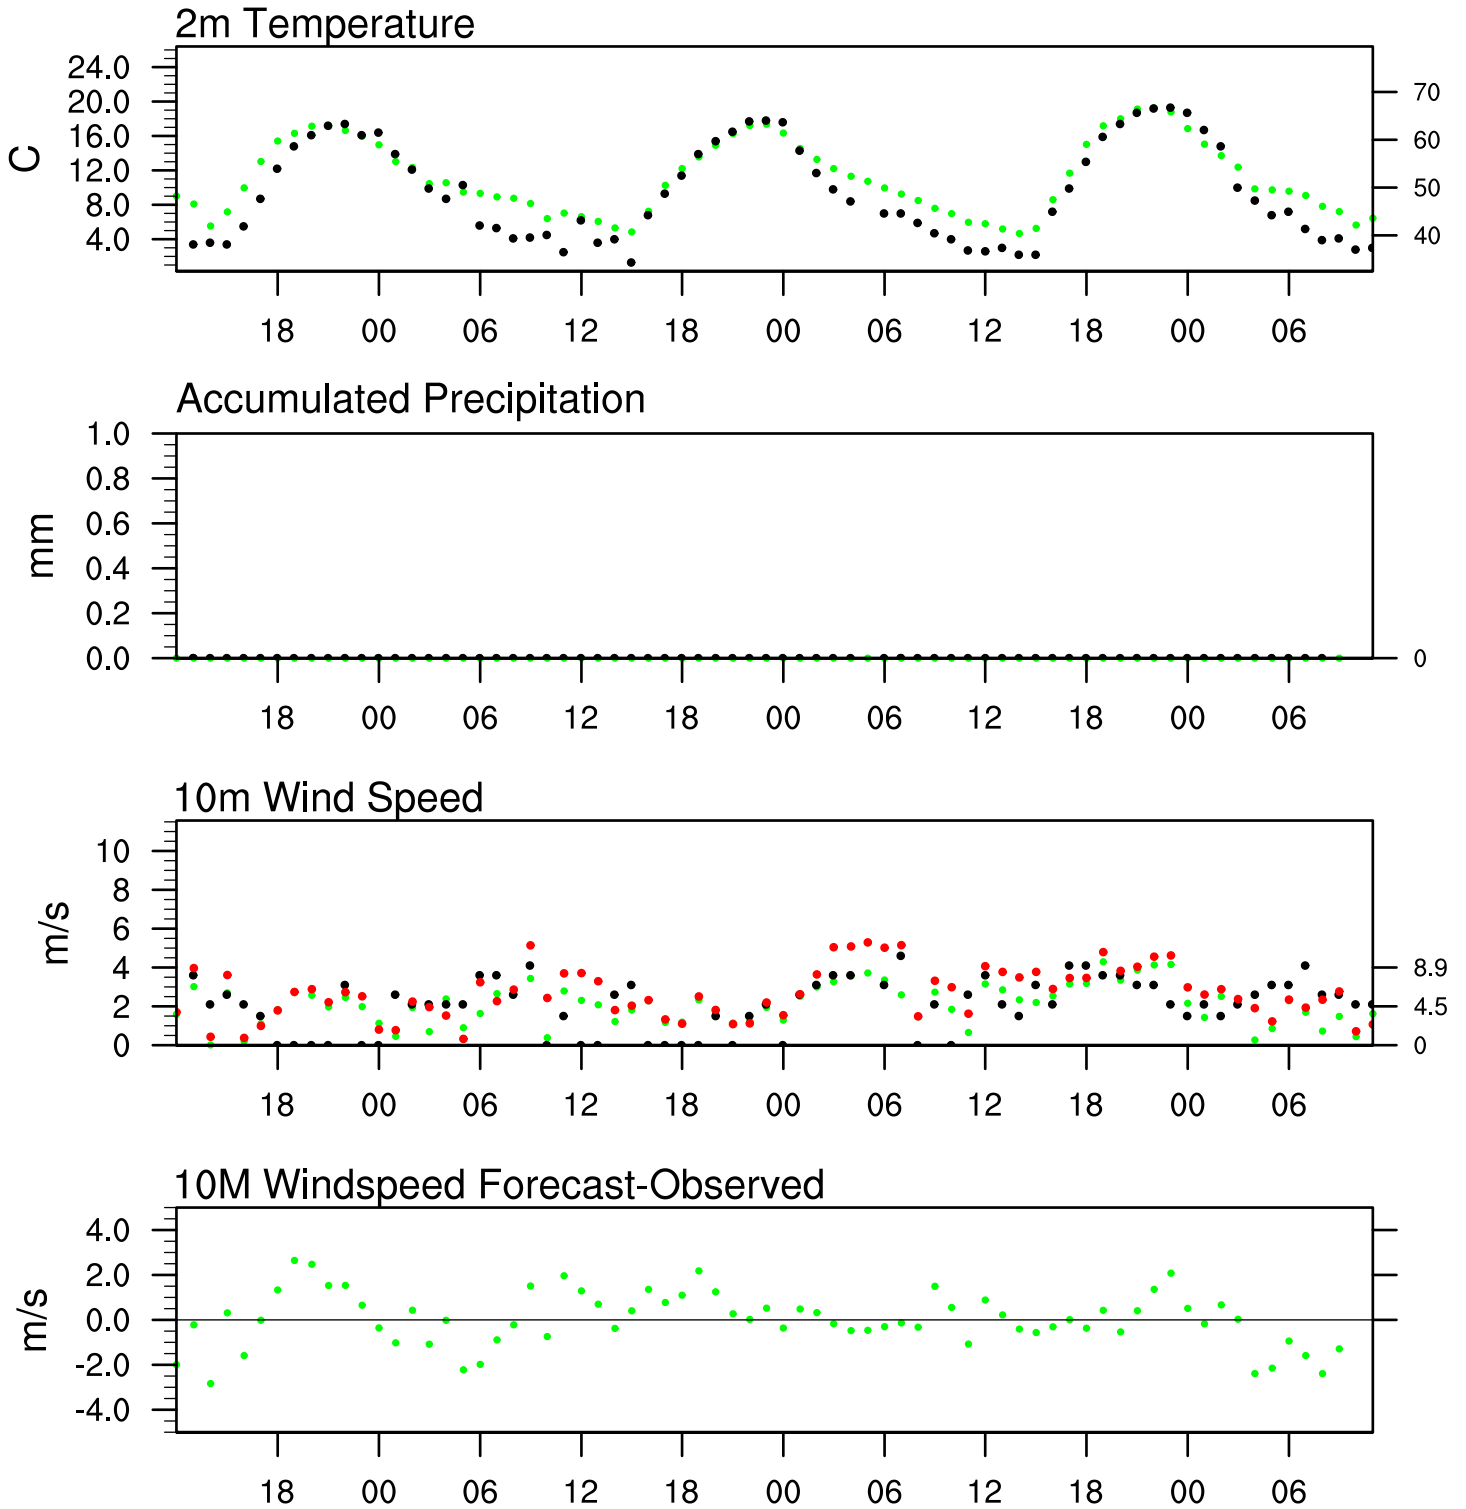 2m Temperature
24.0
20.0
16.0
12.0
8.0
4.0
C
70
60
50
40
18 00 06 12 18 00 06 12 18 00 06
Accumulated Precipitation
1.0
0.8
0.6
0.4
0.2
0.0
mm
0
18 00 06 12 18 00 06 12 18 00 06
10m Wind Speed
10
8
6
4
2
0
m/s
8.9
4.5
0
18 00 06 12 18 00 06 12 18 00 06
10M Windspeed Forecast-Observed
4.0
2.0
0.0
-2.0
-4.0
m/s
18 00 06 12 18 00 06 12 18 00 06